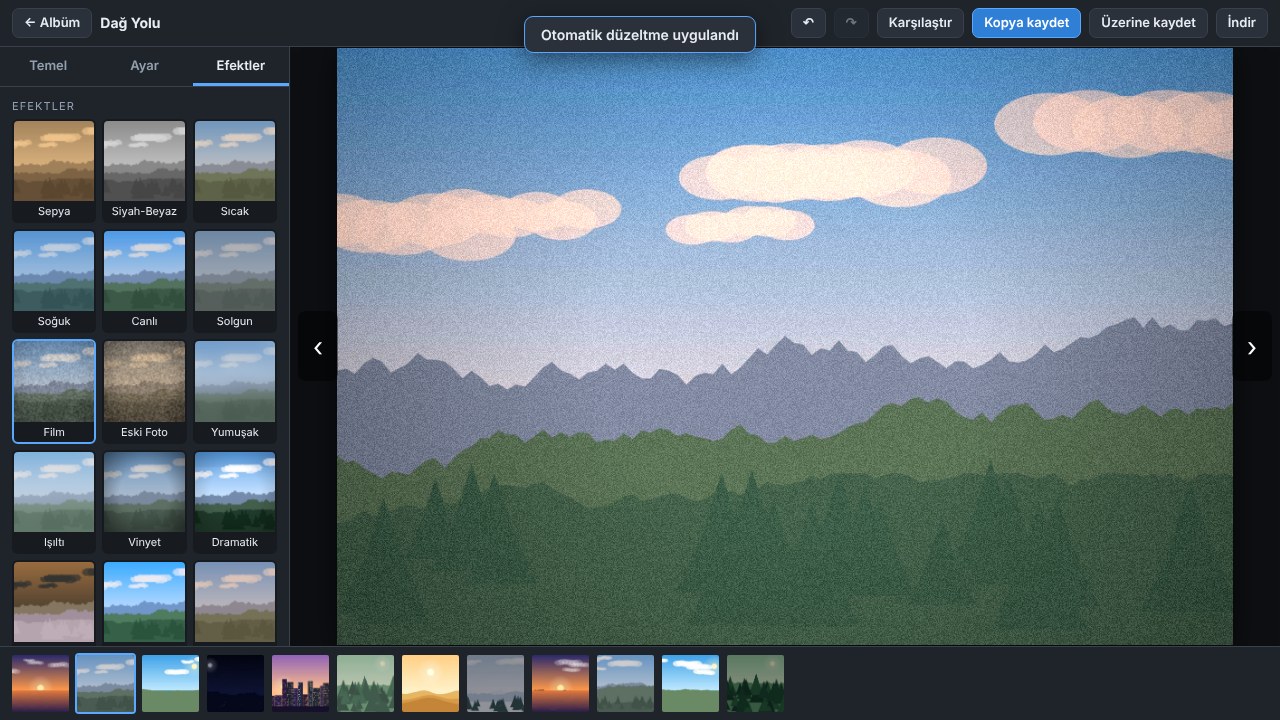 ← Albüm
Dağ Yolu
Otomatik düzeltme uygulandı
↶
↷
Karşılaştır
Kopya kaydet
Üzerine kaydet
İndir
Temel
Ayar
Efektler
EFEKTLER
Sepya
Siyah-Beyaz
Sıcak
Soğuk
Canlı
Solgun
Film
Eski Foto
Yumuşak
Işıltı
Vinyet
Dramatik
‹
›